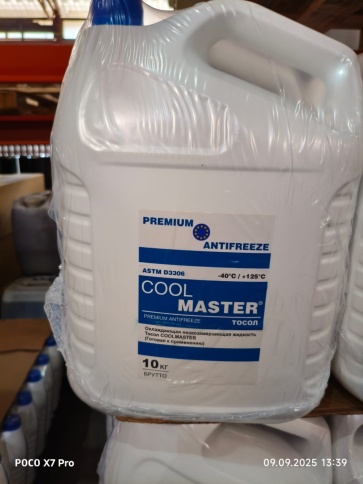 PREMIUM
ANTIFREEZE
ASTM D3306
-40°C / +125°C
COOL
MASTER®
PREMIUM ANTIFREEZE
ТОСОЛ
Охлаждающая низкозамерзающая жидкость
Тосол COOLMASTER
(Готовая к применению)
10 КГ
БРУТТО
POCO X7 Pro
09.09.2025 13:39